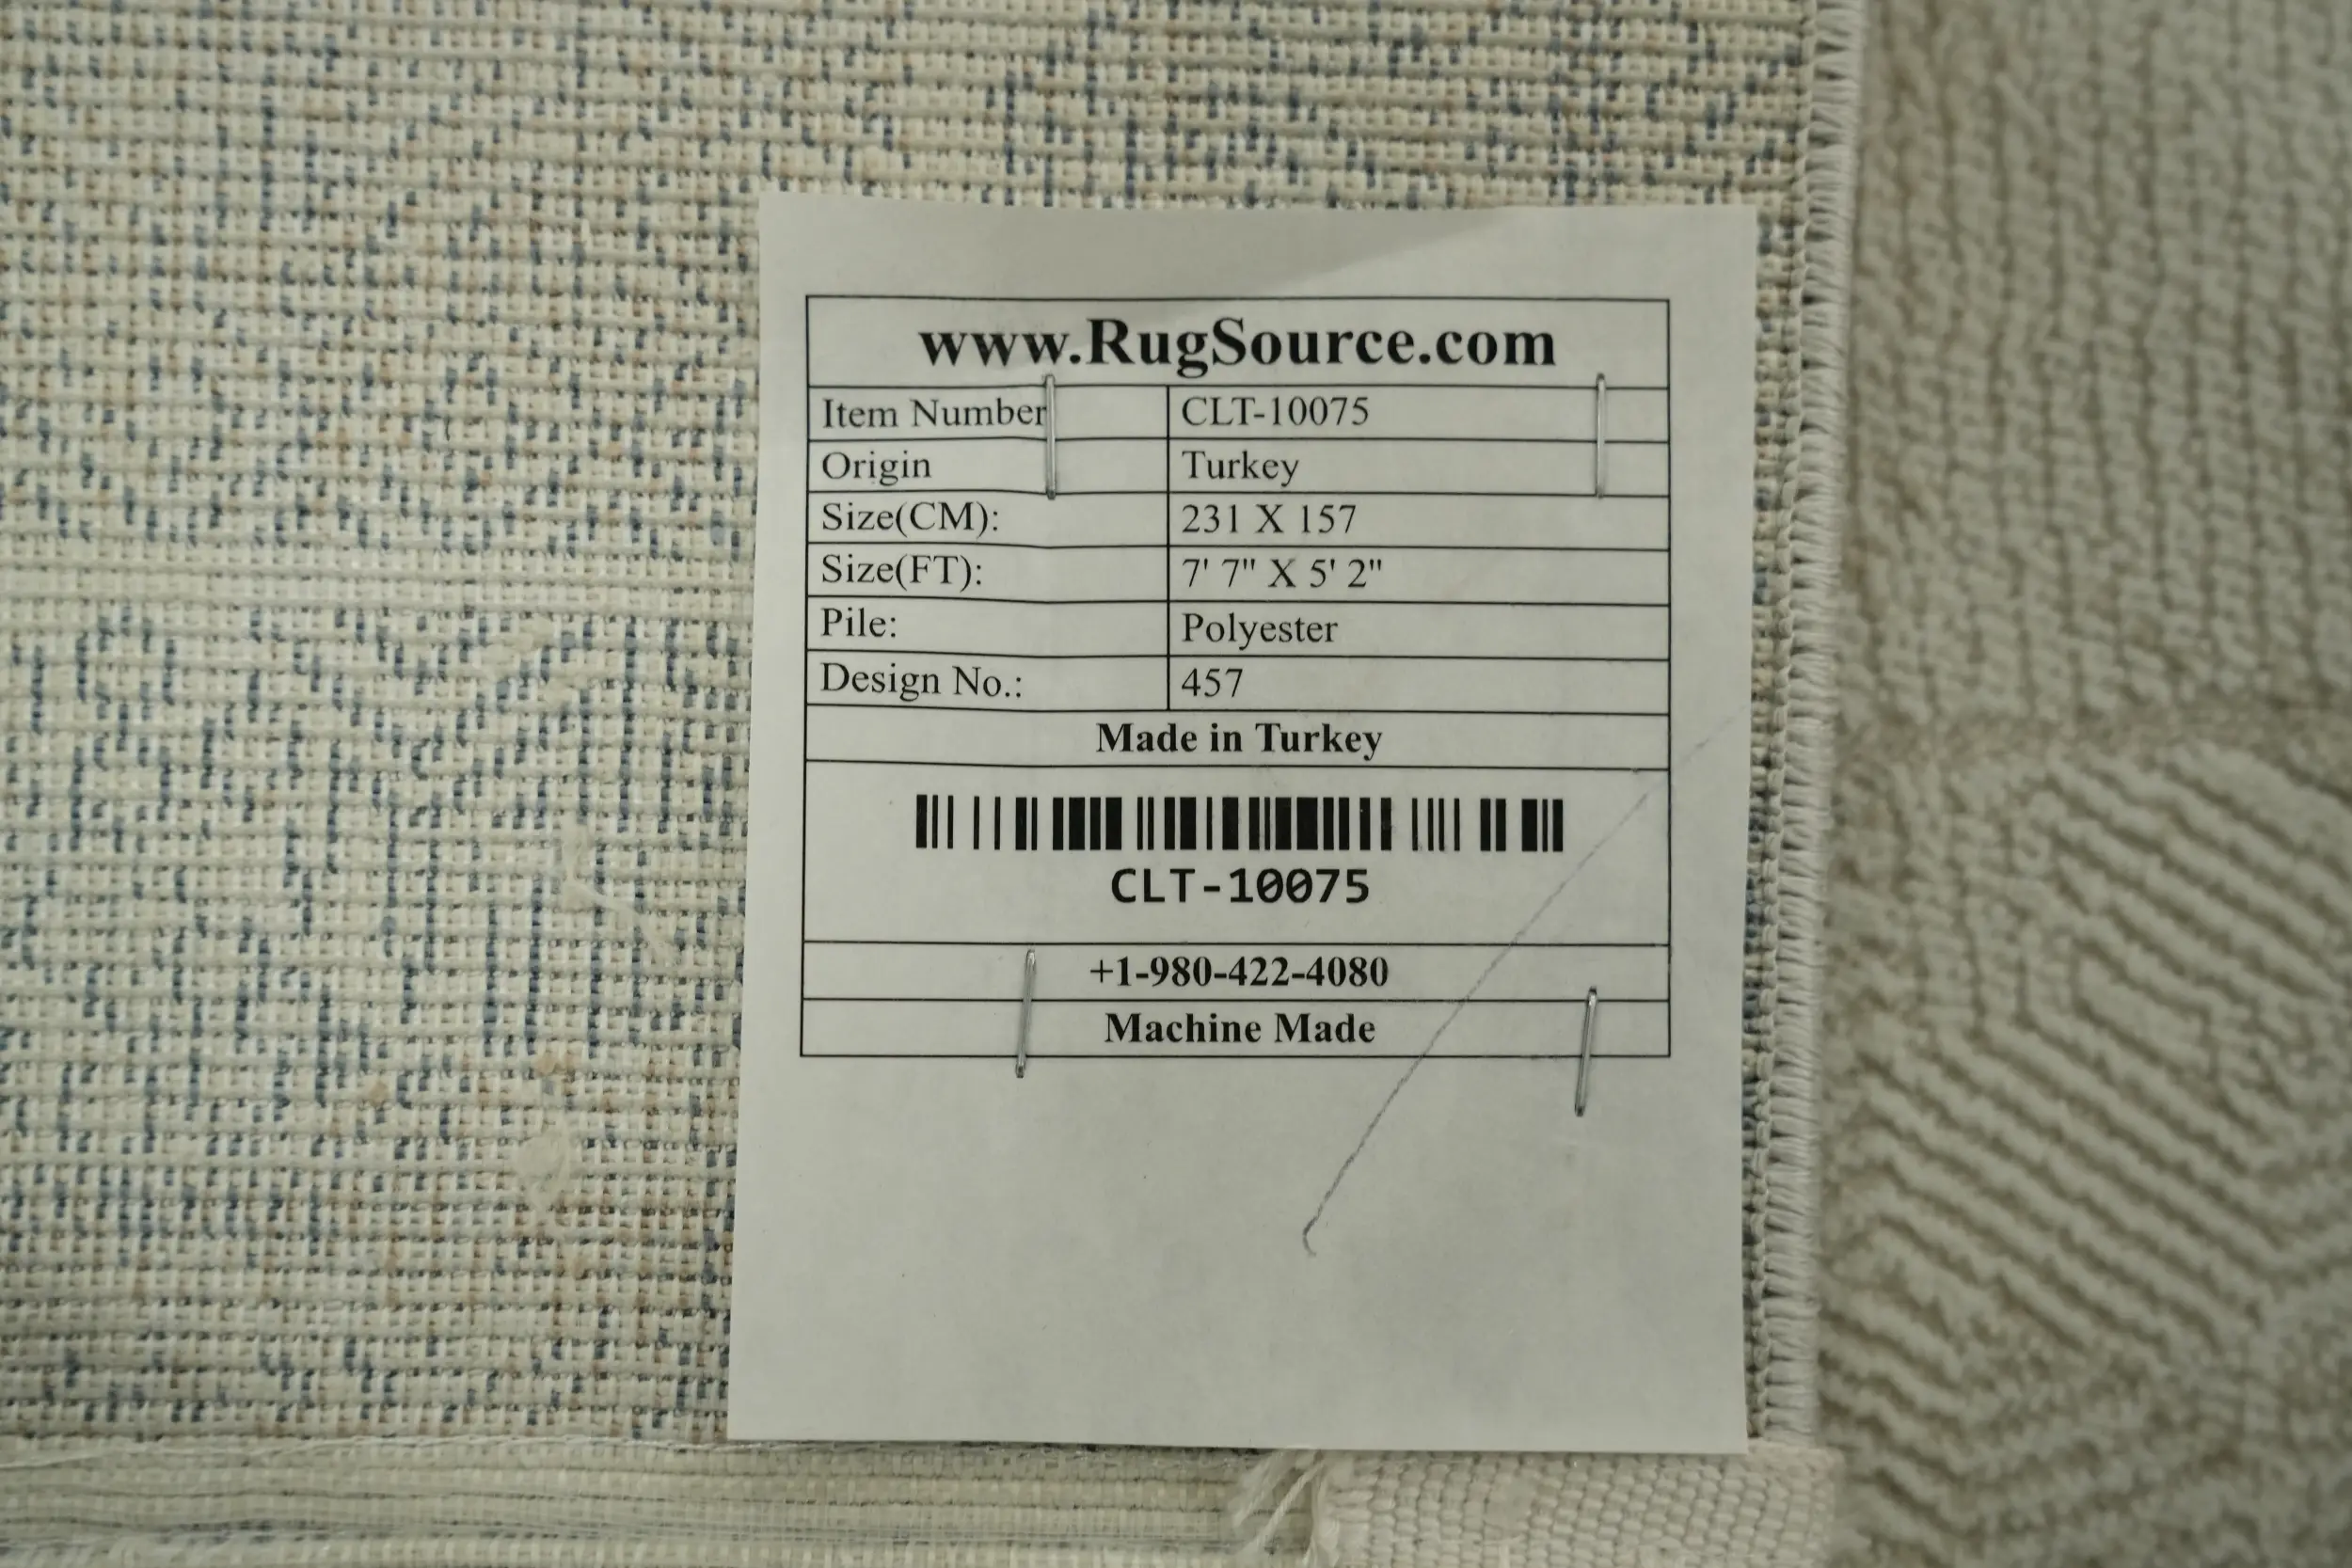 www.RugSource.com
Item Number CLT-10075
Origin Turkey
Size(CM): 231 X 157
Size(FT): 7' 7" X 5' 2"
Pile: Polyester
Design No.: 457
Made in Turkey
CLT-10075
+1-980-422-4080
Machine Made